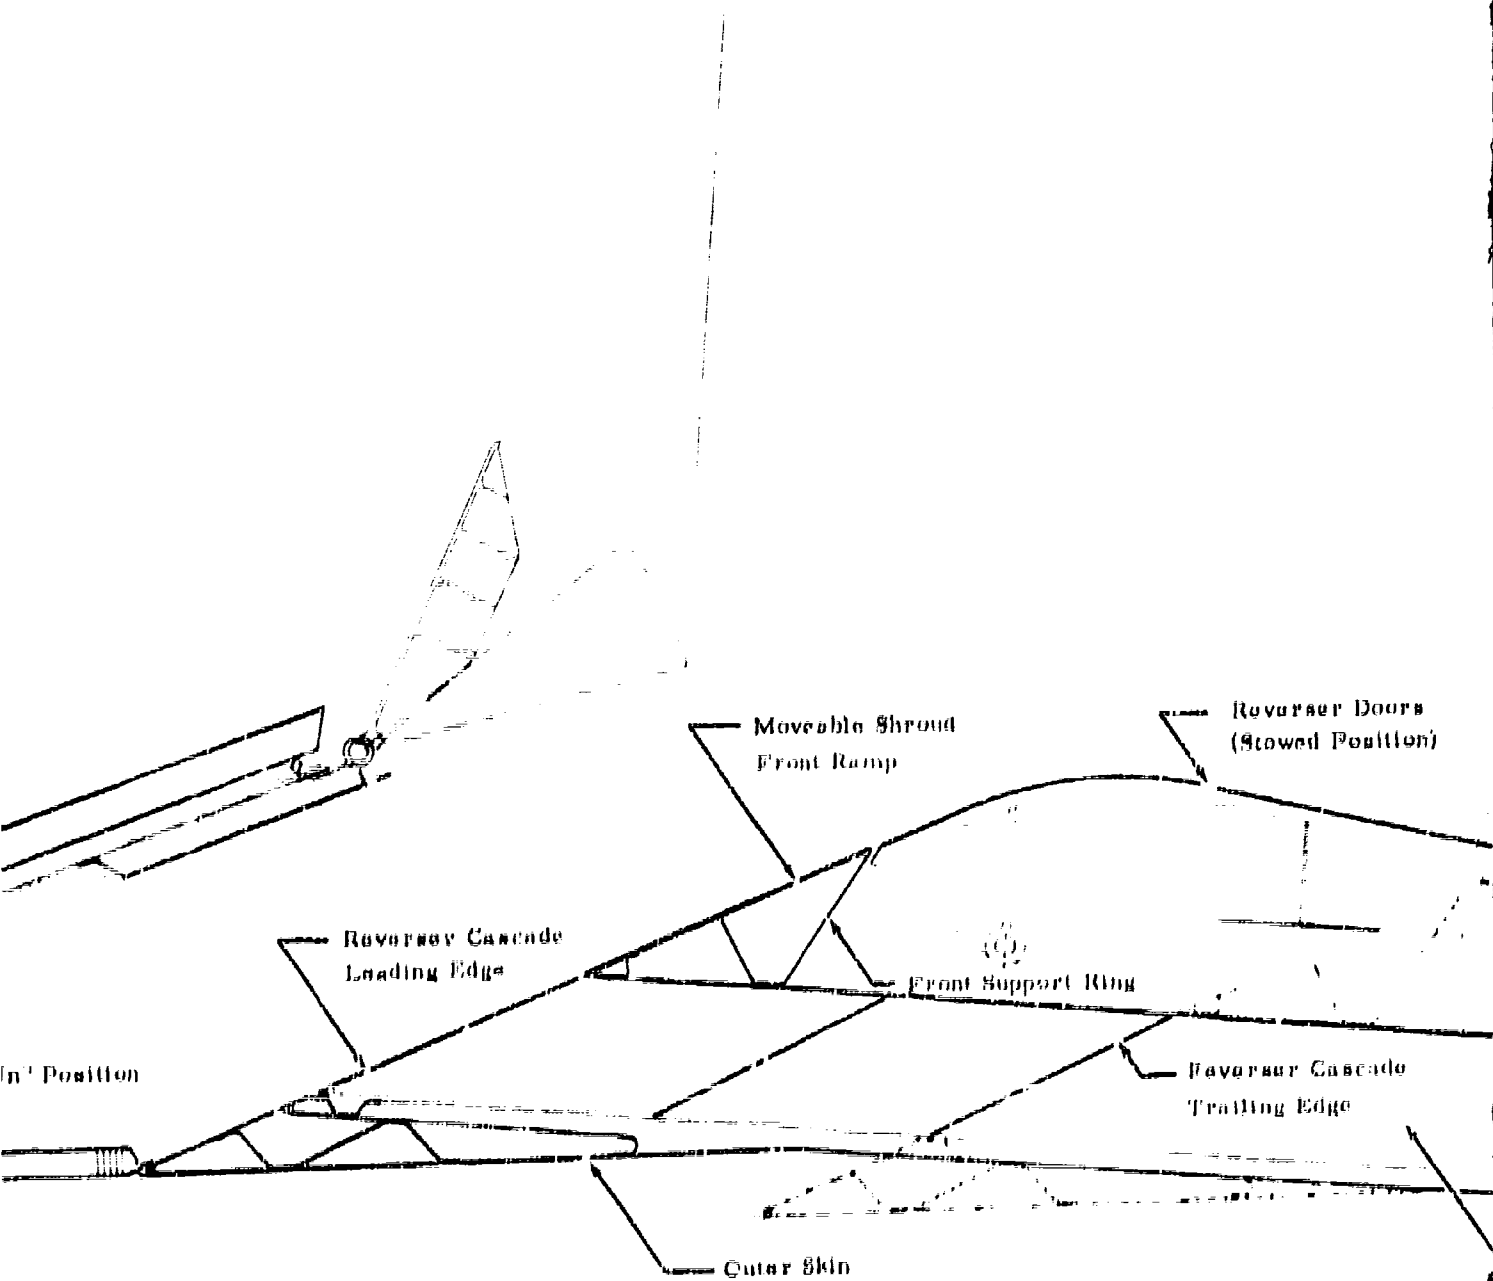 Moveable Shroud
Front Ramp
Reverser Doors
(Stowed Position)
Reverser Cascade
Leading Edge
Front Support Ring
Position
Reverser Cascade
Trailing Edge
Outer Skin